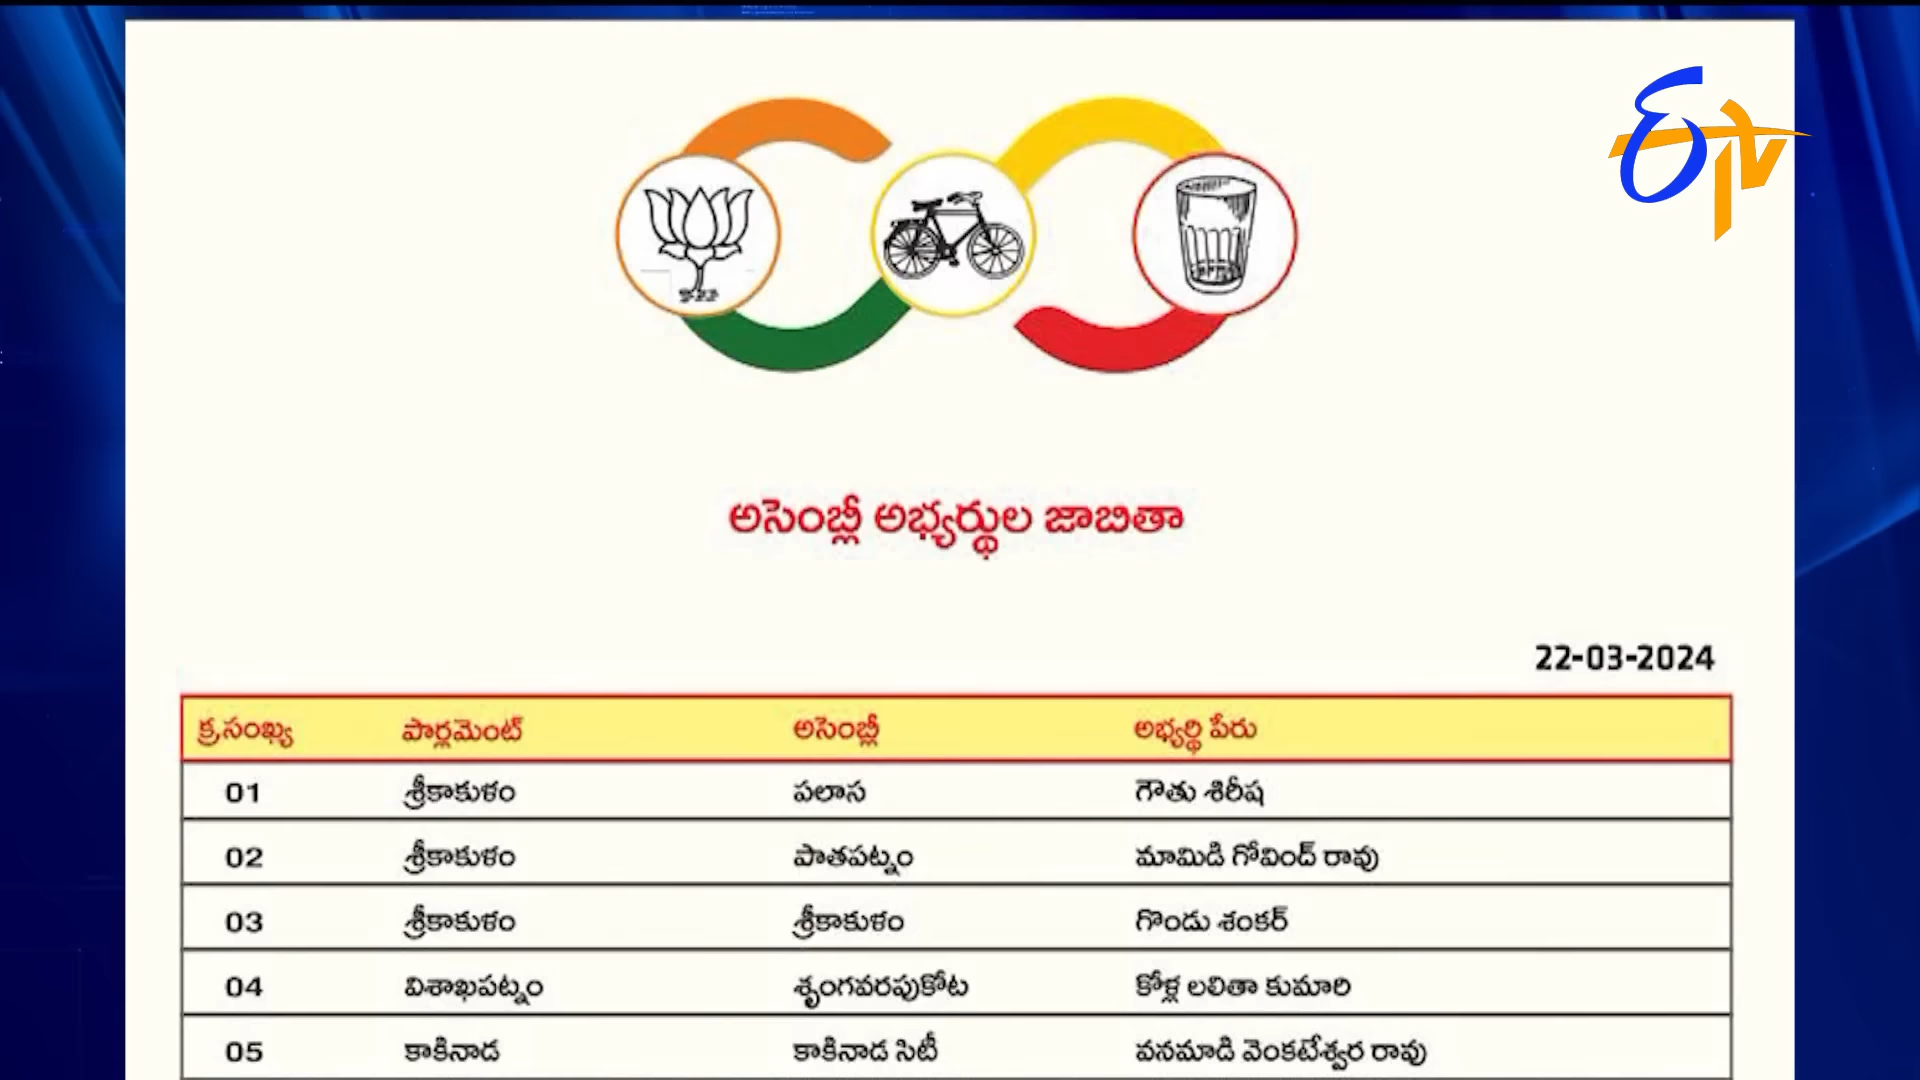 ETV
అసెంబ్లీ అభ్యర్థుల జాబితా
22-03-2024
క్ర.సంఖ్య పార్లమెంట్ అసెంబ్లీ అభ్యర్థి పేరు
01 శ్రీకాకుళం పలాస గౌతు శిరీష
02 శ్రీకాకుళం పాతపట్నం మామిడి గోవింద్ రావు
03 శ్రీకాకుళం శ్రీకాకుళం గొండు శంకర్
04 విశాఖపట్నం శృంగవరపుకోట కోళ్ల లలితా కుమారి
05 కాకినాడ కాకినాడ సిటీ వనమాడి వెంకటేశ్వర రావు